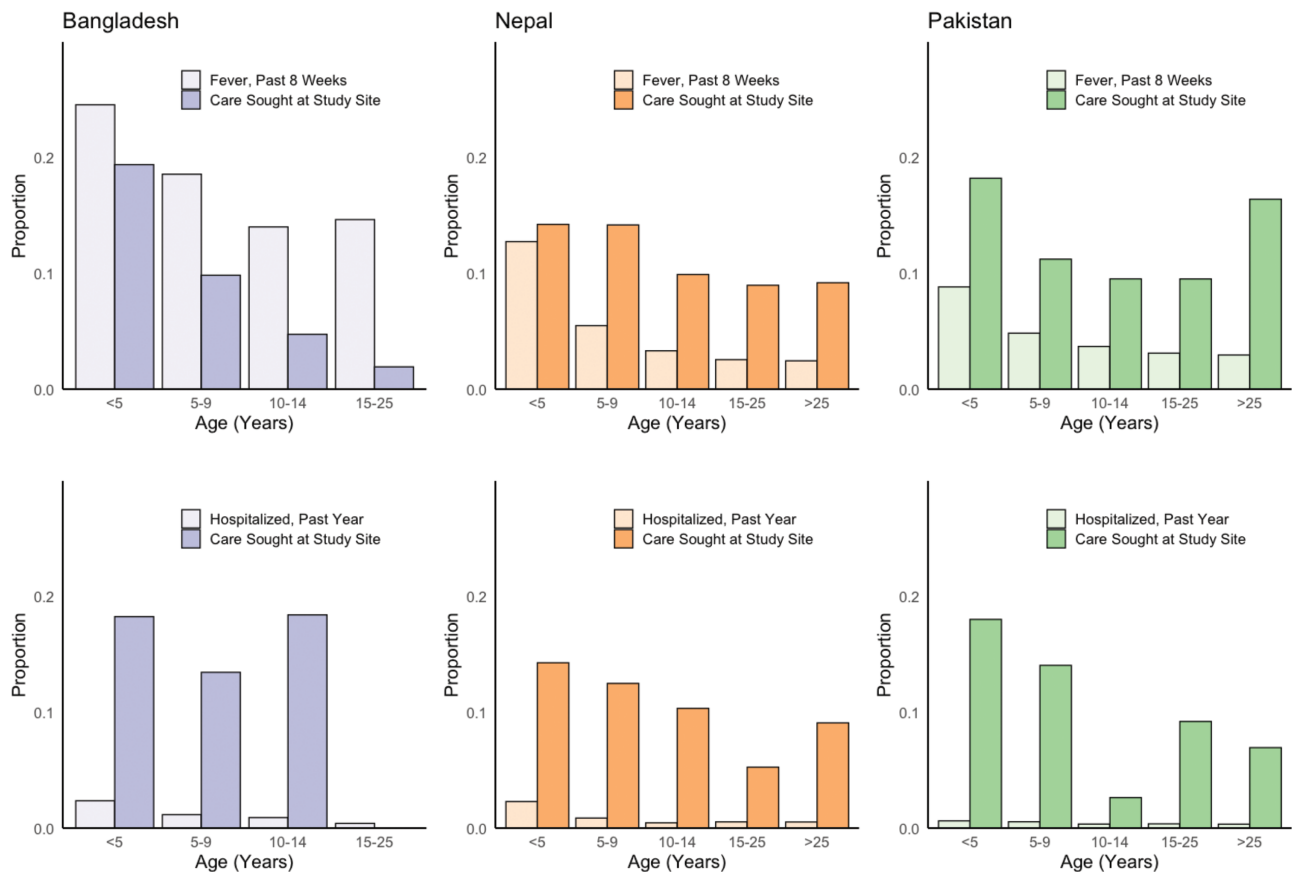 Bangladesh
Fever, Past 8 Weeks
Care Sought at Study Site
Proportion
0.2
0.1
0.0
<5 5-9 10-14 15-25
Age (Years)
Nepal
Fever, Past 8 Weeks
Care Sought at Study Site
Proportion
0.2
0.1
0.0
<5 5-9 10-14 15-25 >25
Age (Years)
Pakistan
Fever, Past 8 Weeks
Care Sought at Study Site
Proportion
0.2
0.1
0.0
<5 5-9 10-14 15-25 >25
Age (Years)
Hospitalized, Past Year
Care Sought at Study Site
Proportion
0.2
0.1
0.0
<5 5-9 10-14 15-25
Age (Years)
Hospitalized, Past Year
Care Sought at Study Site
Proportion
0.2
0.1
0.0
<5 5-9 10-14 15-25 >25
Age (Years)
Hospitalized, Past Year
Care Sought at Study Site
Proportion
0.2
0.1
0.0
<5 5-9 10-14 15-25 >25
Age (Years)